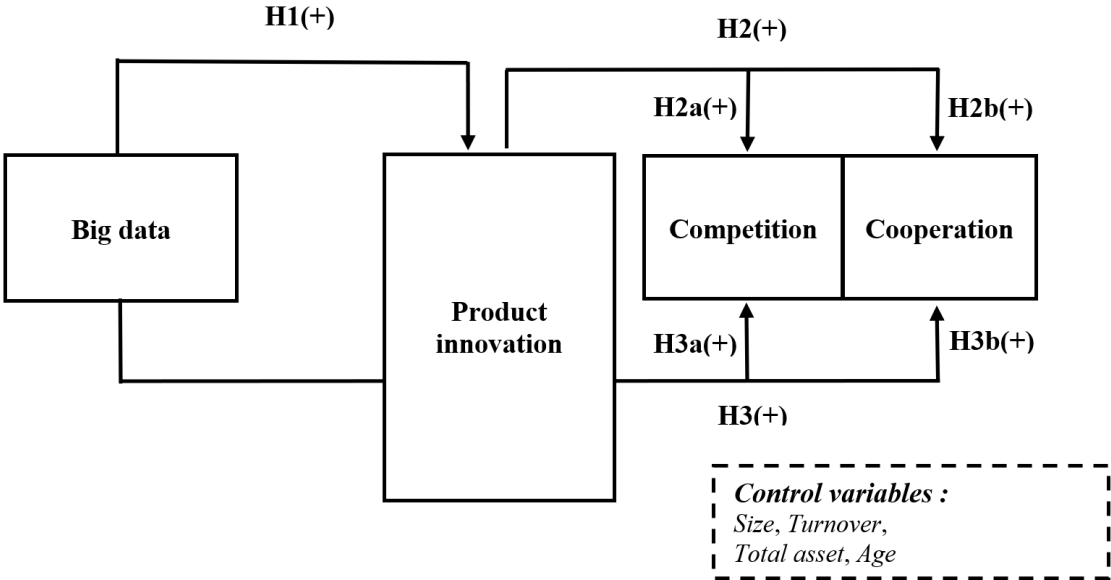 H1(+)
H2(+)
H2a(+)
H2b(+)
Big data
Competition
Cooperation
Product
innovation
H3a(+)
H3b(+)
H3(+)
Control variables :
Size, Turnover,
Total asset, Age